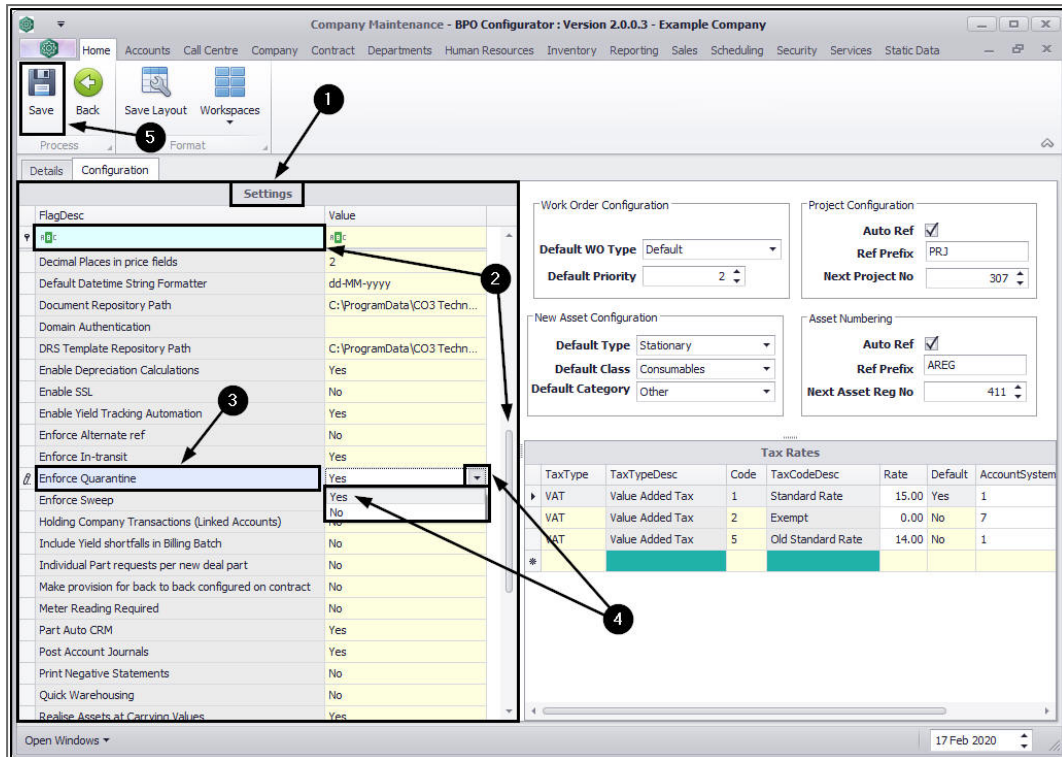 Company Maintenance - BPO Configurator : Version 2.0.0.3 - Example Company
Home Accounts Call Centre Company Contract Departments Human Resources Inventory Reporting Sales Scheduling Security Services Static Data
Save Back Save Layout Workspaces
1
5
Process Format
Details Configuration
Settings
FlagDesc Value
ABC ABC
2
Decimal Places in price fields 2
Default Datetime String Formatter dd-MM-yyyy
Document Repository Path C:\ProgramData\CO3 Techn...
Domain Authentication
DRS Template Repository Path C:\ProgramData\CO3 Techn...
Enable Depreciation Calculations Yes
Enable SSL No
3
Enable Yield Tracking Automation Yes
Enforce Alternate ref No
Enforce In-transit Yes
Enforce Quarantine Yes
Yes
No
Enforce Sweep
Holding Company Transactions (Linked Accounts) No
Include Yield shortfalls in Billing Batch No
Individual Part requests per new deal part No
Make provision for back to back configured on contract No
Meter Reading Required No
4
Part Auto CRM Yes
Post Account Journals Yes
Print Negative Statements No
Quick Warehousing No
Realise Assets at Carrying Values Yes
Work Order Configuration
Default WO Type Default
Default Priority 2
Project Configuration
Auto Ref
Ref Prefix PRJ
Next Project No 307
New Asset Configuration
Default Type Stationary
Default Class Consumables
Default Category Other
Asset Numbering
Auto Ref
Ref Prefix AREG
Next Asset Reg No 411
Tax Rates
TaxType TaxTypeDesc Code TaxCodeDesc Rate Default AccountSystem
VAT Value Added Tax 1 Standard Rate 15.00 Yes 1
VAT Value Added Tax 2 Exempt 0.00 No 7
VAT Value Added Tax 5 Old Standard Rate 14.00 No 1
Open Windows 17 Feb 2020